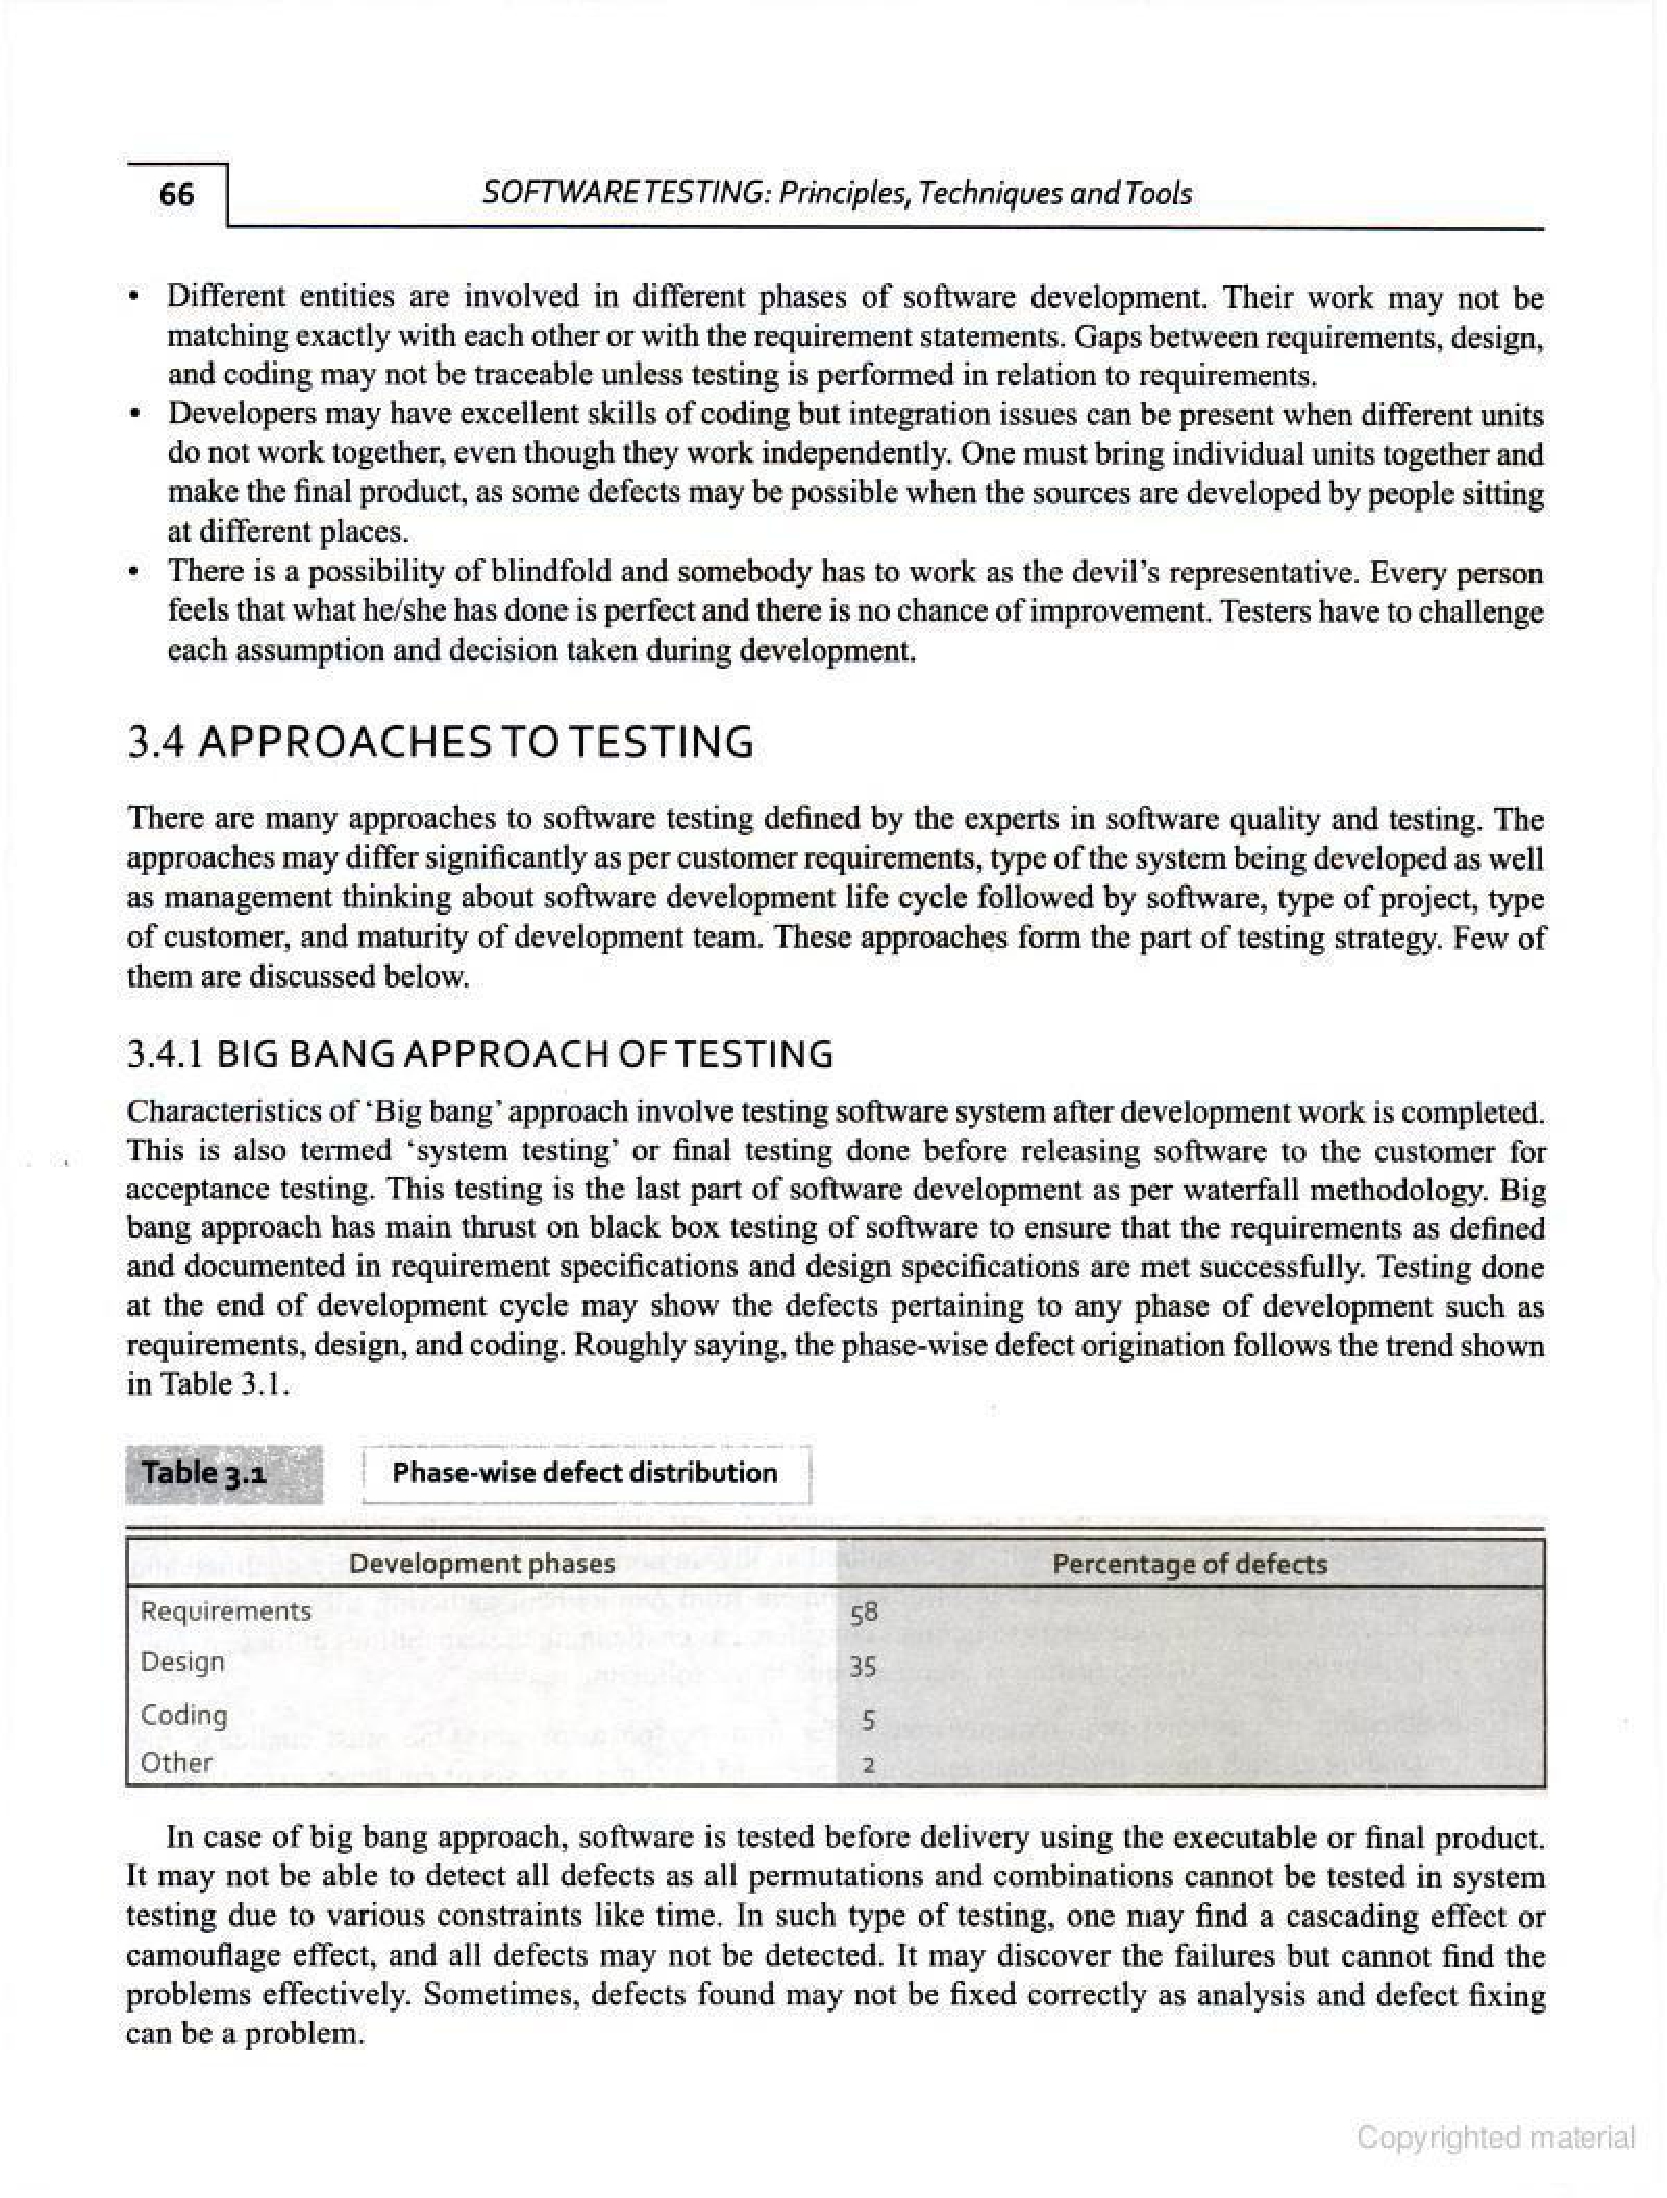 66
SOFTWARE TESTING: Principles, Techniques and Tools
• Different entities are involved in different phases of software development. Their work may not be
matching exactly with each other or with the requirement statements. Gaps between requirements, design,
and coding may not be traceable unless testing is performed in relation to requirements.
• Developers may have excellent skills of coding but integration issues can be present when different units
do not work together, even though they work independently. One must bring individual units together and
make the final product, as some defects may be possible when the sources are developed by people sitting
at different places.
• There is a possibility of blindfold and somebody has to work as the devil's representative. Every person
feels that what he/she has done is perfect and there is no chance of improvement. Testers have to challenge
each assumption and decision taken during development.
3.4 APPROACHES TO TESTING
There are many approaches to software testing defined by the experts in software quality and testing. The
approaches may differ significantly as per customer requirements, type of the system being developed as well
as management thinking about software development life cycle followed by software, type of project, type
of customer, and maturity of development team. These approaches form the part of testing strategy. Few of
them are discussed below.
3.4.1 BIG BANG APPROACH OF TESTING
Characteristics of 'Big bang' approach involve testing software system after development work is completed.
This is also termed 'system testing' or final testing done before releasing software to the customer for
acceptance testing. This testing is the last part of software development as per waterfall methodology. Big
bang approach has main thrust on black box testing of software to ensure that the requirements as defined
and documented in requirement specifications and design specifications are met successfully. Testing done
at the end of development cycle may show the defects pertaining to any phase of development such as
requirements, design, and coding. Roughly saying, the phase-wise defect origination follows the trend shown
in Table 3.1.
Table 3.1 Phase-wise defect distribution
Development phases Percentage of defects
Requirements 58
Design 35
Coding 5
Other 2
In case of big bang approach, software is tested before delivery using the executable or final product.
It may not be able to detect all defects as all permutations and combinations cannot be tested in system
testing due to various constraints like time. In such type of testing, one may find a cascading effect or
camouflage effect, and all defects may not be detected. It may discover the failures but cannot find the
problems effectively. Sometimes, defects found may not be fixed correctly as analysis and defect fixing
can be a problem.
Copyrighted material